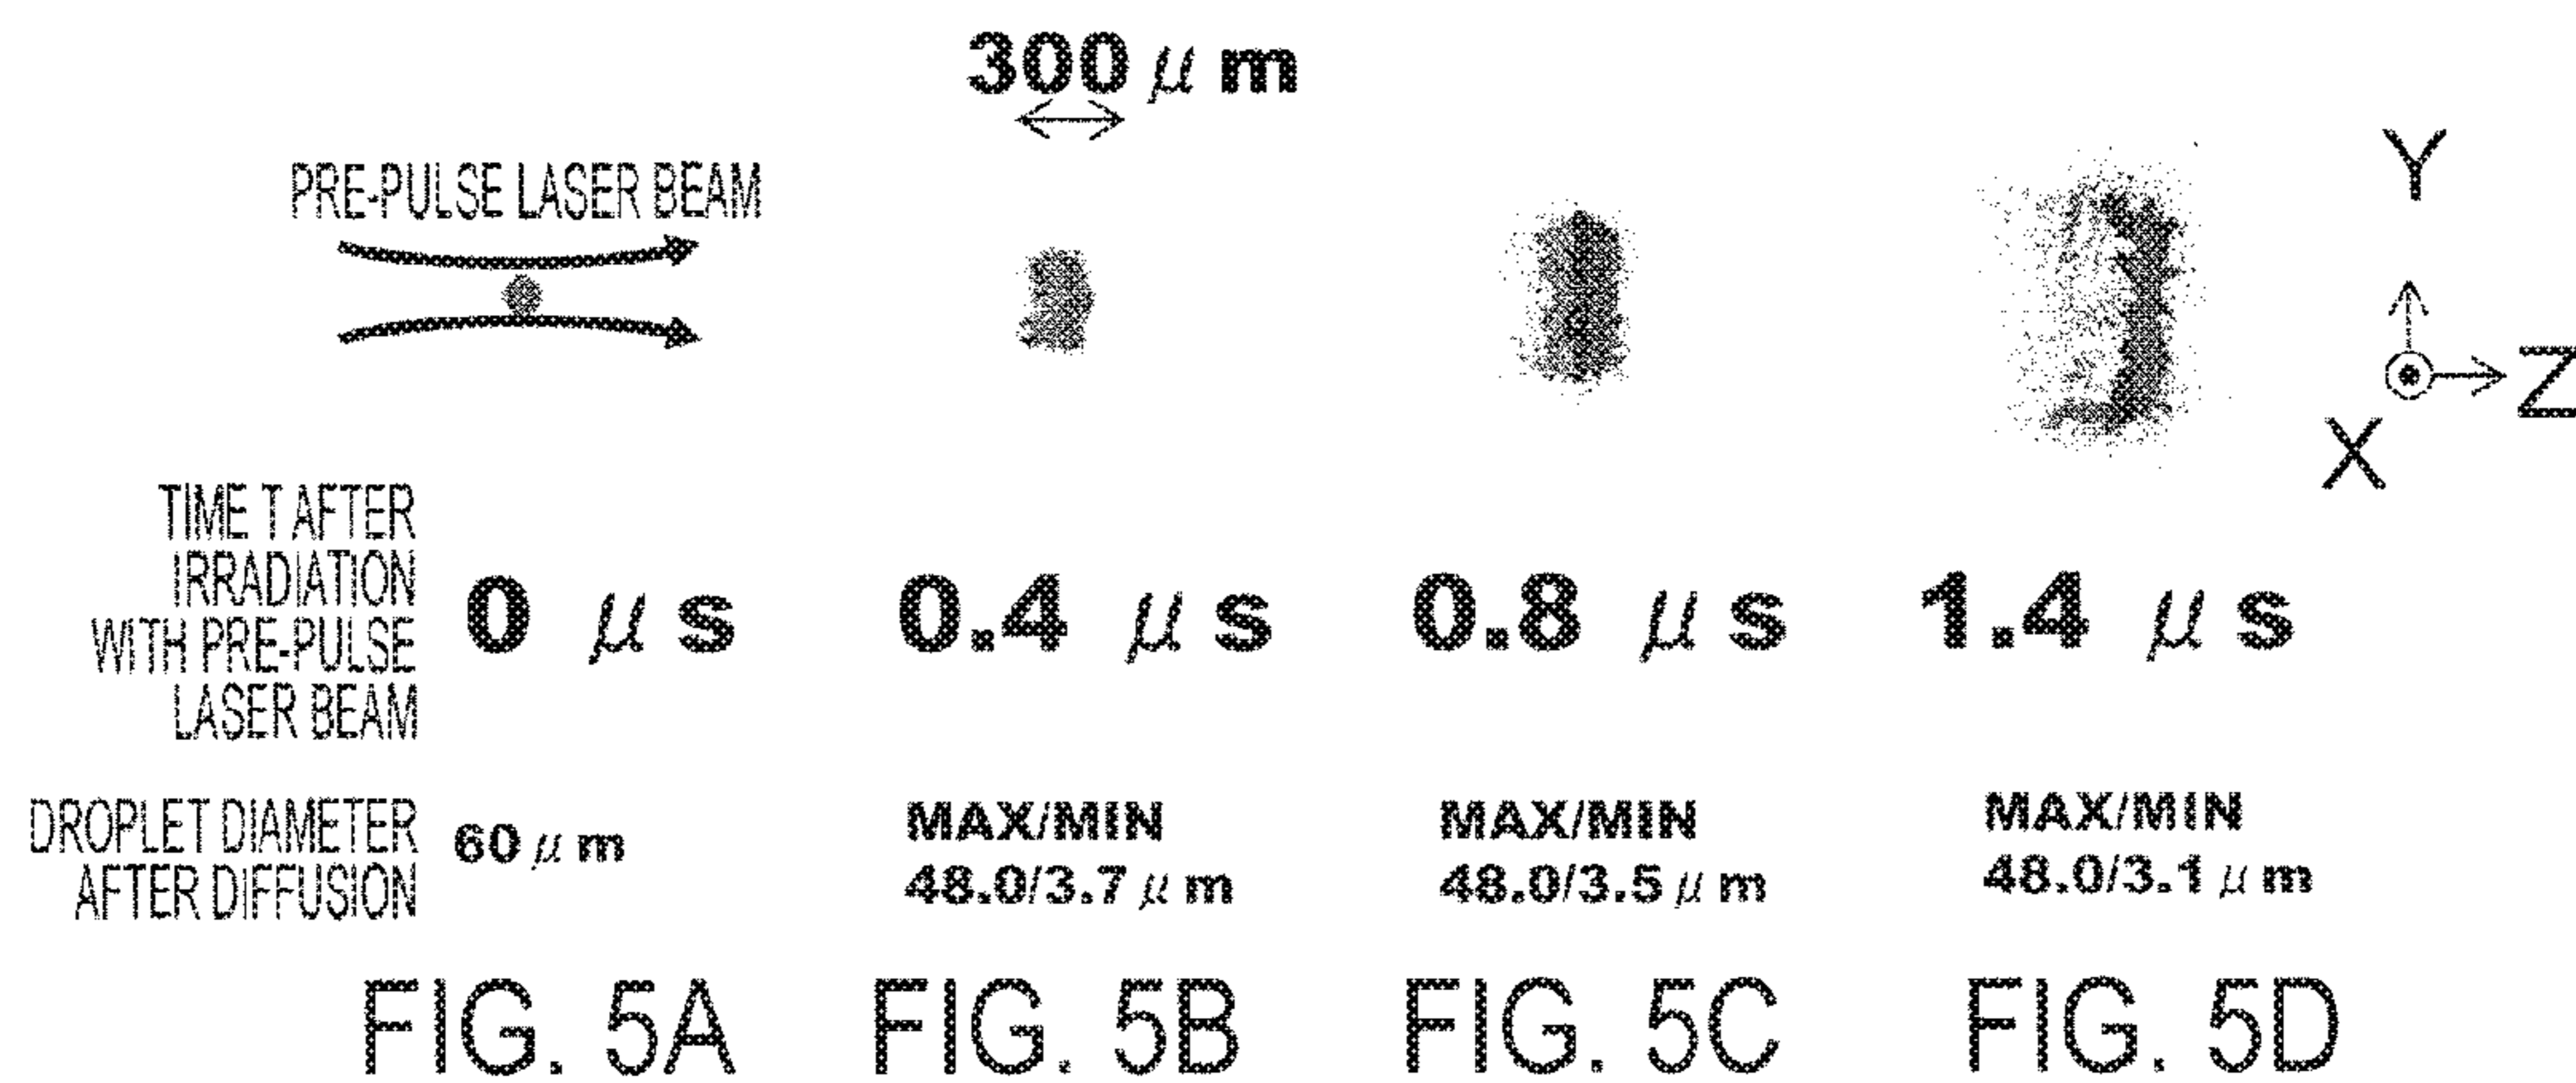 300 μm
PRE-PULSE LASER BEAM
Y
Z
X
TIME T AFTER
IRRADIATION
WITH PRE-PULSE
LASER BEAM
0 μs
0.4 μs
0.8 μs
1.4 μs
DROPLET DIAMETER
AFTER DIFFUSION
60 μm
MAX/MIN
48.0/3.7 μm
MAX/MIN
48.0/3.5 μm
MAX/MIN
48.0/3.1 μm
FIG. 5A
FIG. 5B
FIG. 5C
FIG. 5D